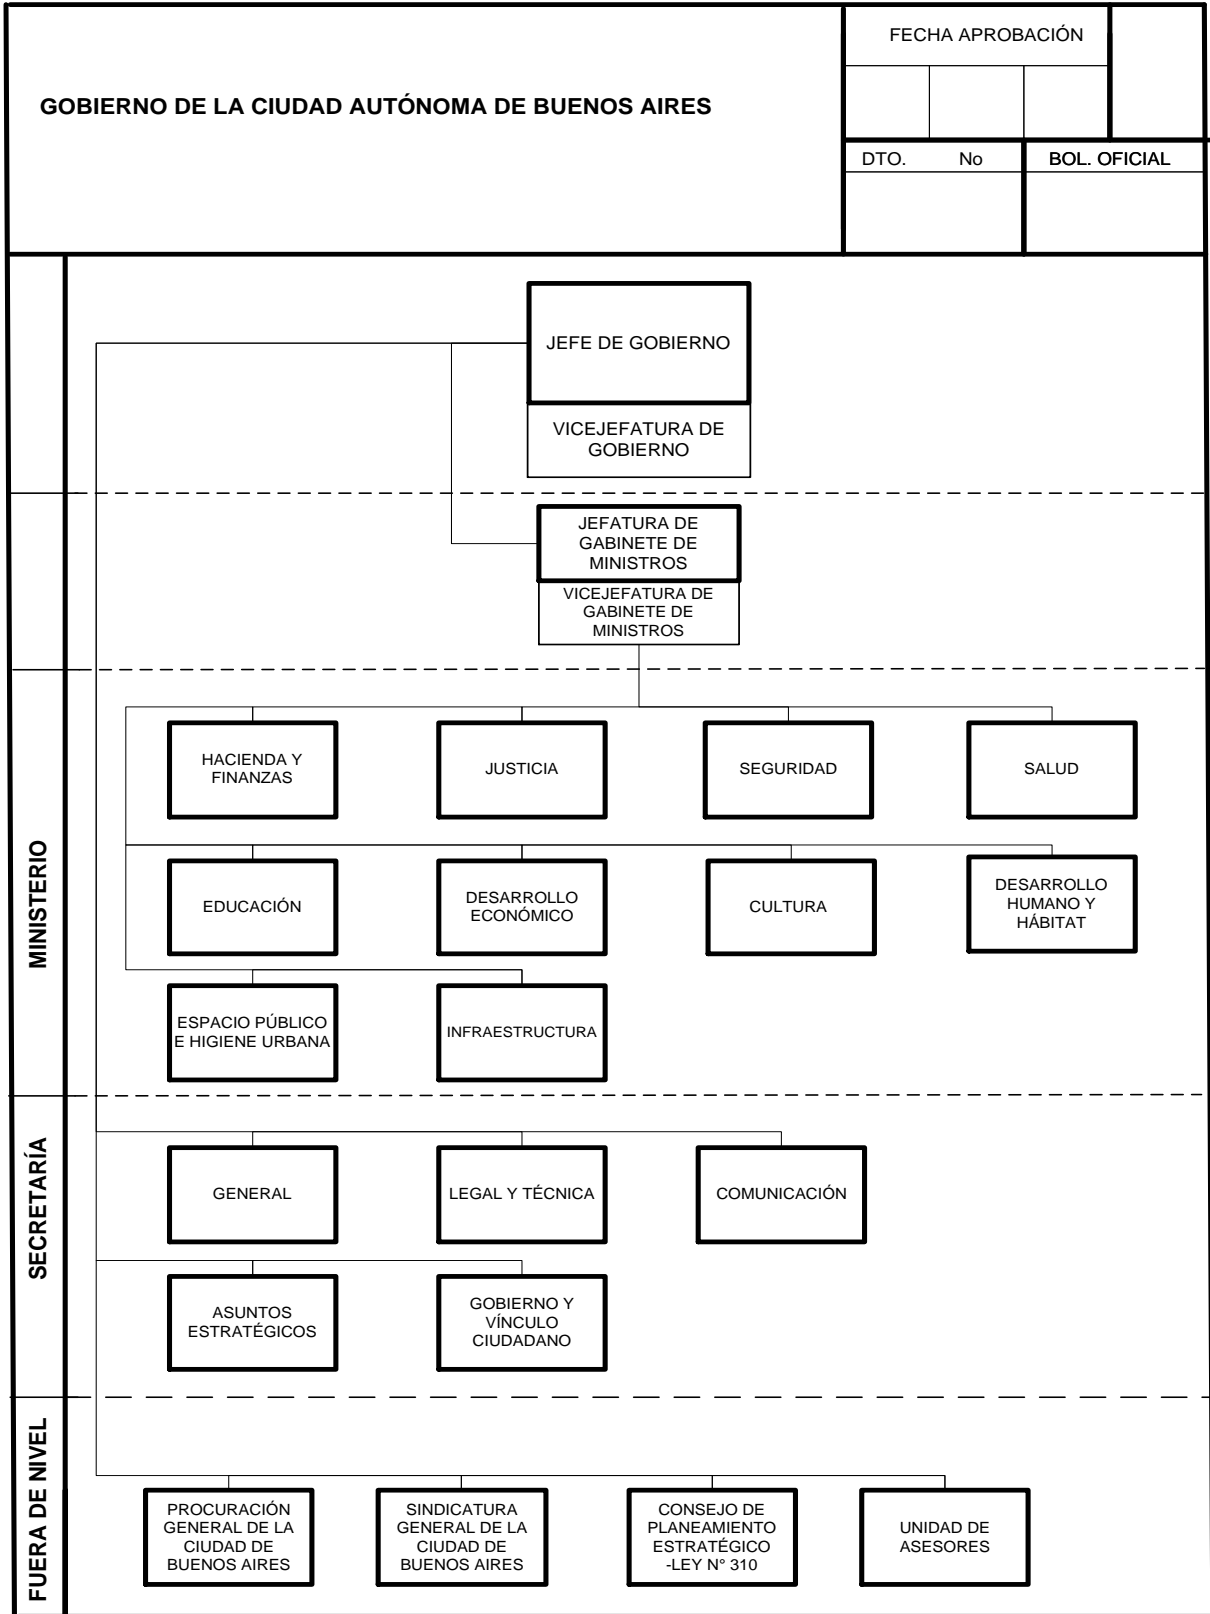 GOBIERNO DE LA CIUDAD AUTÓNOMA DE BUENOS AIRES
FECHA APROBACIÓN
DTO. No
BOL. OFICIAL
JEFE DE GOBIERNO
VICEJEFATURA DE
GOBIERNO
JEFATURA DE
GABINETE DE
MINISTROS
VICEJEFATURA DE
GABINETE DE
MINISTROS
MINISTERIO
HACIENDA Y
FINANZAS
JUSTICIA
SEGURIDAD
SALUD
EDUCACIÓN
DESARROLLO
ECONÓMICO
CULTURA
DESARROLLO
HUMANO Y
HÁBITAT
ESPACIO PÚBLICO
E HIGIENE URBANA
INFRAESTRUCTURA
SECRETARÍA
GENERAL
LEGAL Y TÉCNICA
COMUNICACIÓN
ASUNTOS
ESTRATÉGICOS
GOBIERNO Y
VÍNCULO
CIUDADANO
FUERA DE NIVEL
PROCURACIÓN
GENERAL DE LA
CIUDAD DE
BUENOS AIRES
SINDICATURA
GENERAL DE LA
CIUDAD DE
BUENOS AIRES
CONSEJO DE
PLANEAMIENTO
ESTRATÉGICO
-LEY N° 310
UNIDAD DE
ASESORES